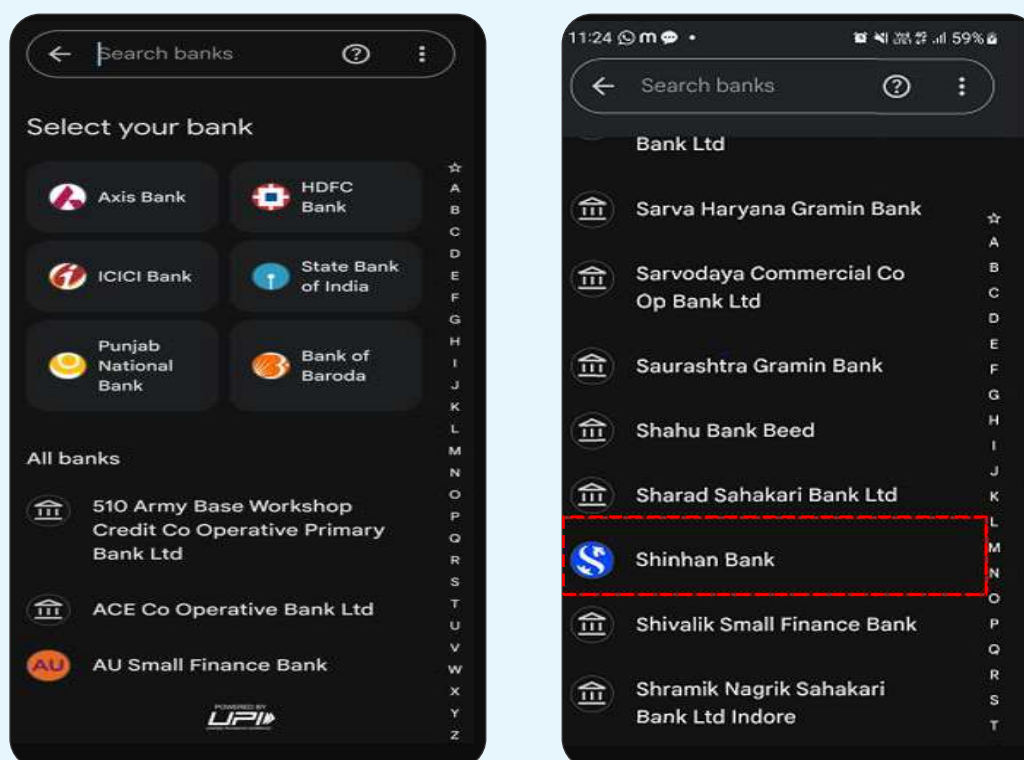 Search banks
Select your bank
Axis Bank
HDFC
Bank
ICICI Bank
State Bank
of India
Punjab
National
Bank
Bank of
Baroda
All banks
510 Army Base Workshop
Credit Co Operative Primary
Bank Ltd
ACE Co Operative Bank Ltd
AU
AU Small Finance Bank
POWERED BY
UPI
A
B
C
D
E
F
G
H
I
J
K
L
M
N
O
P
Q
R
S
T
U
V
W
X
Y
Z
11:24
59%
Search banks
Bank Ltd
Sarva Haryana Gramin Bank
Sarvodaya Commercial Co
Op Bank Ltd
Saurashtra Gramin Bank
Shahu Bank Beed
Sharad Sahakari Bank Ltd
Shinhan Bank
Shivalik Small Finance Bank
Shramik Nagrik Sahakari
Bank Ltd Indore
A
B
C
D
E
F
G
H
I
J
K
L
M
N
O
P
Q
R
S
T